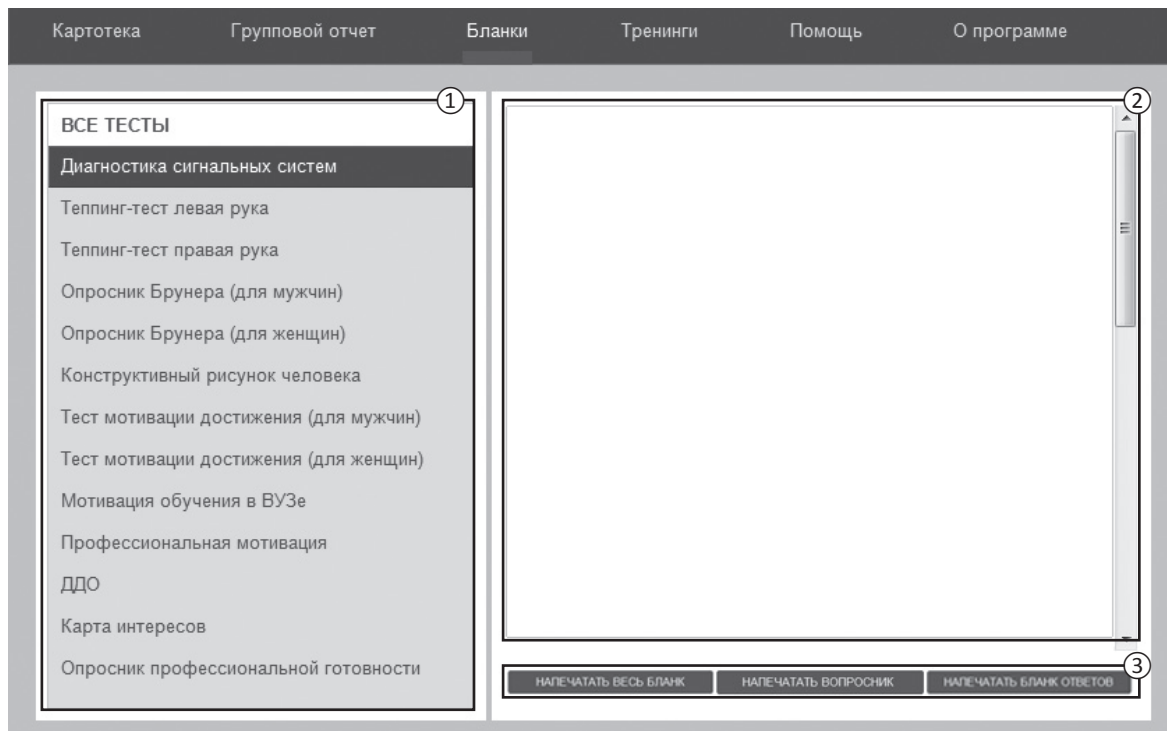 Картотека Групповой отчет Бланки Тренинги Помощь О программе
1
ВСЕ ТЕСТЫ
Диагностика сигнальных систем
Теппинг-тест левая рука
Теппинг-тест правая рука
Опросник Брунера (для мужчин)
Опросник Брунера (для женщин)
Конструктивный рисунок человека
Тест мотивации достижения (для мужчин)
Тест мотивации достижения (для женщин)
Мотивация обучения в ВУЗе
Профессиональная мотивация
ДДО
Карта интересов
Опросник профессиональной готовности
2
3
НАПЕЧАТАТЬ ВЕСЬ БЛАНК НАПЕЧАТАТЬ ВОПРОСНИК НАПЕЧАТАТЬ БЛАНК ОТВЕТОВ